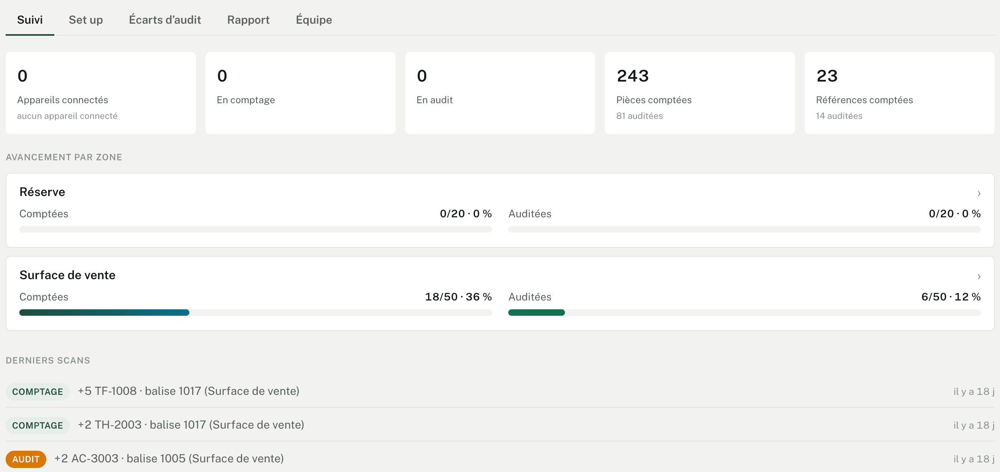 Suivi Set up Écarts d’audit Rapport Équipe
0
Appareils connectés
aucun appareil connecté
0
En comptage
0
En audit
243
Pièces comptées
81 auditées
23
Références comptées
14 auditées
AVANCEMENT PAR ZONE
Réserve ›
Comptées 0/20 · 0 % Auditées 0/20 · 0 %
Surface de vente ›
Comptées 18/50 · 36 % Auditées 6/50 · 12 %
DERNIERS SCANS
COMPTAGE +5 TF-1008 · balise 1017 (Surface de vente) il y a 18 j
COMPTAGE +2 TH-2003 · balise 1017 (Surface de vente) il y a 18 j
AUDIT +2 AC-3003 · balise 1005 (Surface de vente) il y a 18 j